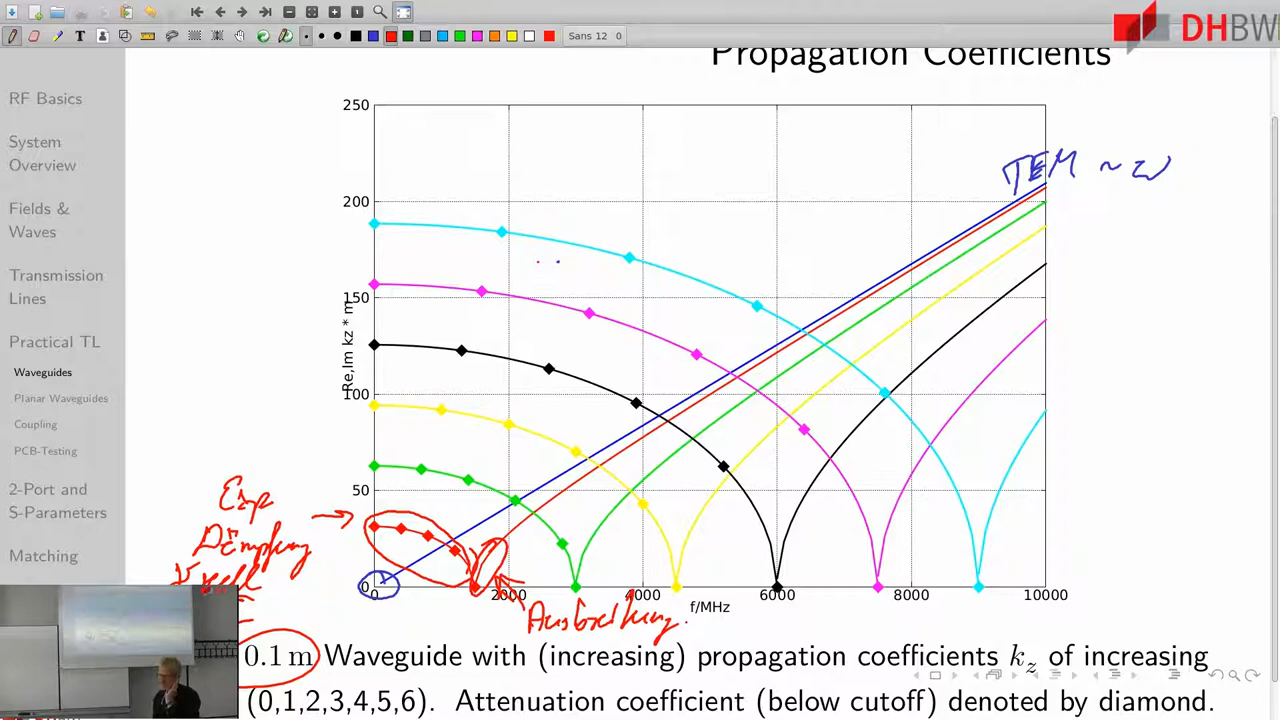 Sans 12 0
DHBW
Propagation Coefficients
RF Basics
System
Overview
Fields &
Waves
Transmission
Lines
Practical TL
Waveguides
Planar Waveguides
Coupling
PCB-Testing
2-Port and
S-Parameters
Matching
250
200
150
100
50
0
Re,Im kz * m
0 2000 4000 6000 8000 10000
f/MHz
TEM ~ ω
Exp
Dämpfung
Ausbreitung.
0.1 m Waveguide with (increasing) propagation coefficients kz of increasing
(0,1,2,3,4,5,6). Attenuation coefficient (below cutoff) denoted by diamond.